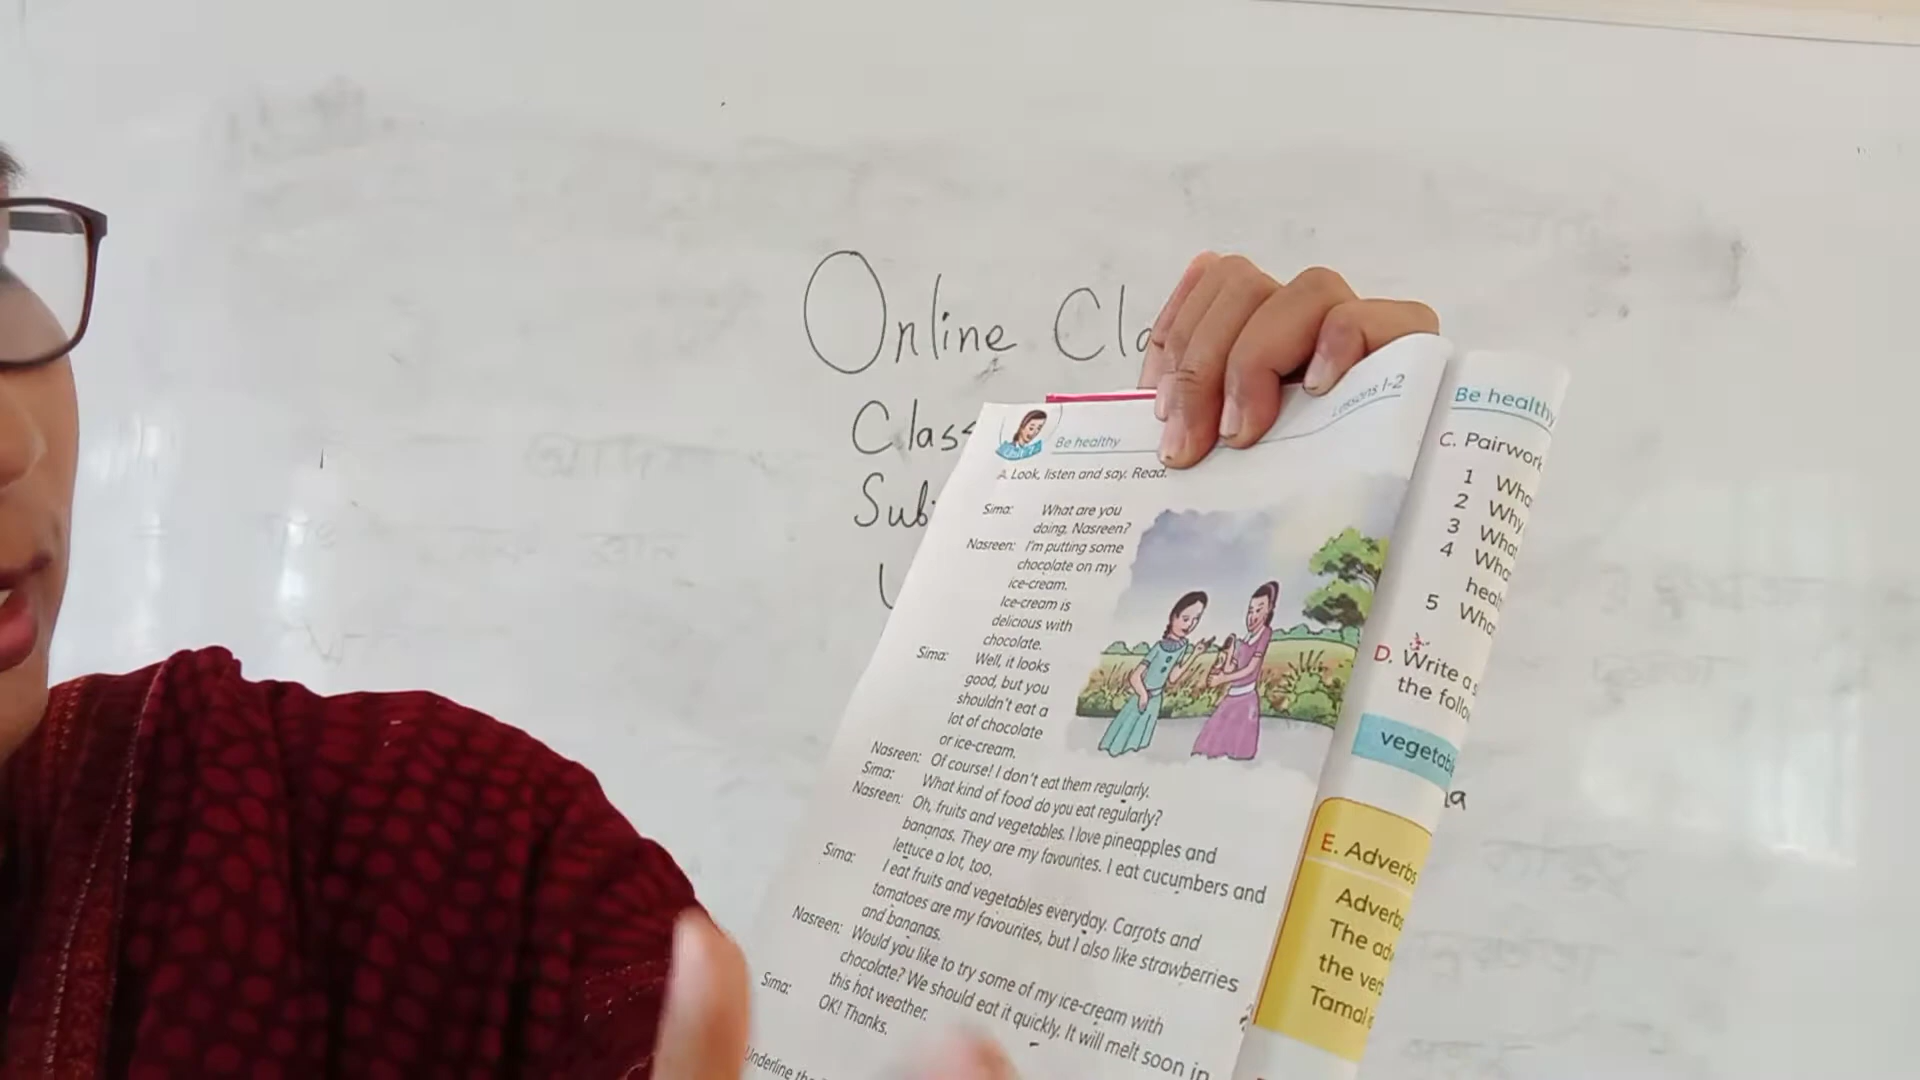 Online Cla
Class
Sub
Lessons 1-2
Unit 7
Be healthy
A. Look, listen and say. Read.
Sima: What are you
doing, Nasreen?
Nasreen: I'm putting some
chocolate on my
ice-cream.
Ice-cream is
delicious with
chocolate.
Sima: Well, it looks
good, but you
shouldn't eat a
lot of chocolate
or ice-cream.
Nasreen: Of course! I don't eat them regularly.
Sima: What kind of food do you eat regularly?
Nasreen: Oh, fruits and vegetables. I love pineapples and
bananas. They are my favourites. I eat cucumbers and
lettuce a lot, too.
Sima: I eat fruits and vegetables everyday. Carrots and
tomatoes are my favourites, but I also like strawberries
and bananas.
Nasreen: Would you like to try some of my ice-cream with
chocolate? We should eat it quickly. It will melt soon in
this hot weather.
Sima: OK! Thanks.
Underline the
Be healthy
C. Pairwork
1 Wha
2 Why
3 What
4 Wha
heal
5 What
D. Write a s
the follo
vegetab
E. Adverbs
Adverbs
The adv
the verb
Tamal is